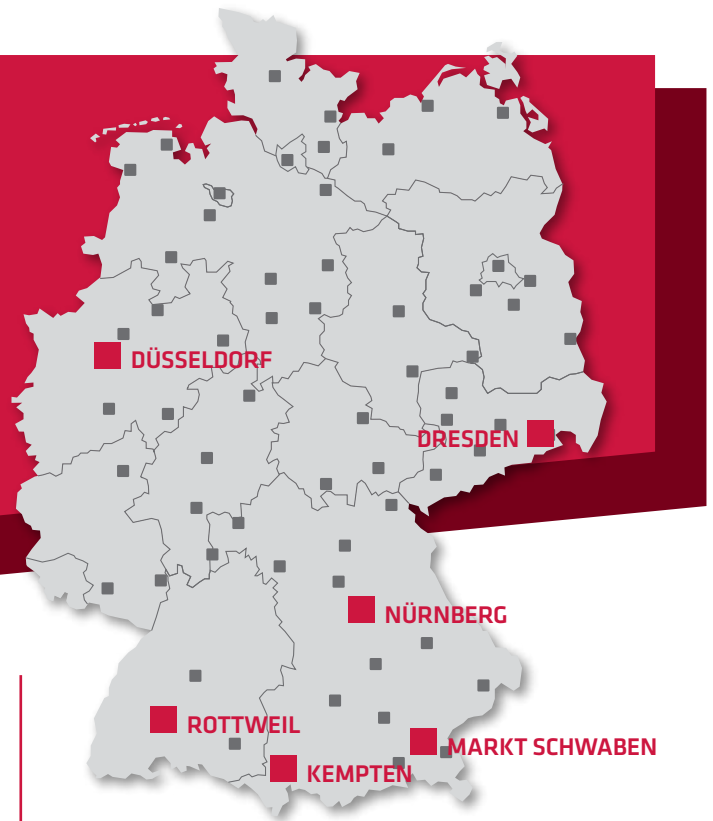 DÜSSELDORF
DRESDEN
NÜRNBERG
ROTTWEIL
MARKT SCHWABEN
KEMPTEN